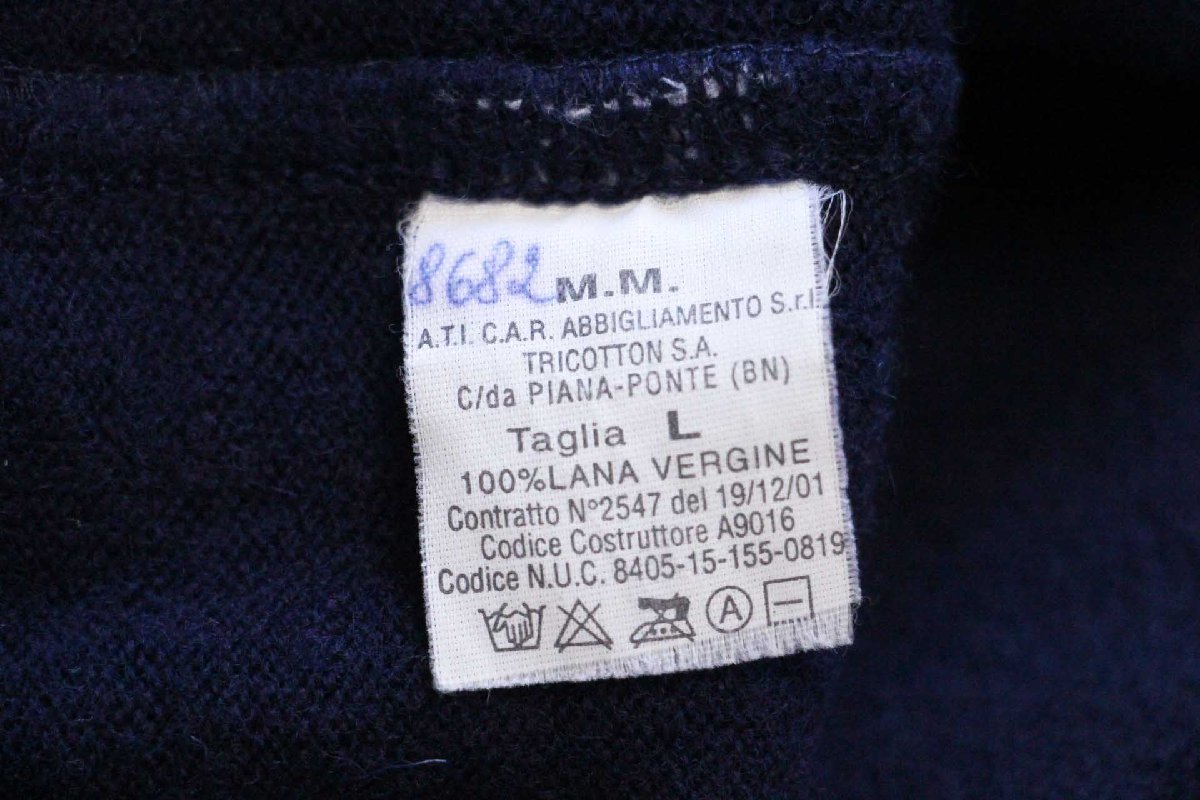 8682 M.M.
A.T.I. C.A.R. ABBIGLIAMENTO S.r.l.
TRICOTTON S.A.
C/da PIANA-PONTE (BN)
Taglia L
100%LANA VERGINE
Contratto N°2547 del 19/12/01
Codice Costruttore A9016
Codice N.U.C. 8405-15-155-0819
A